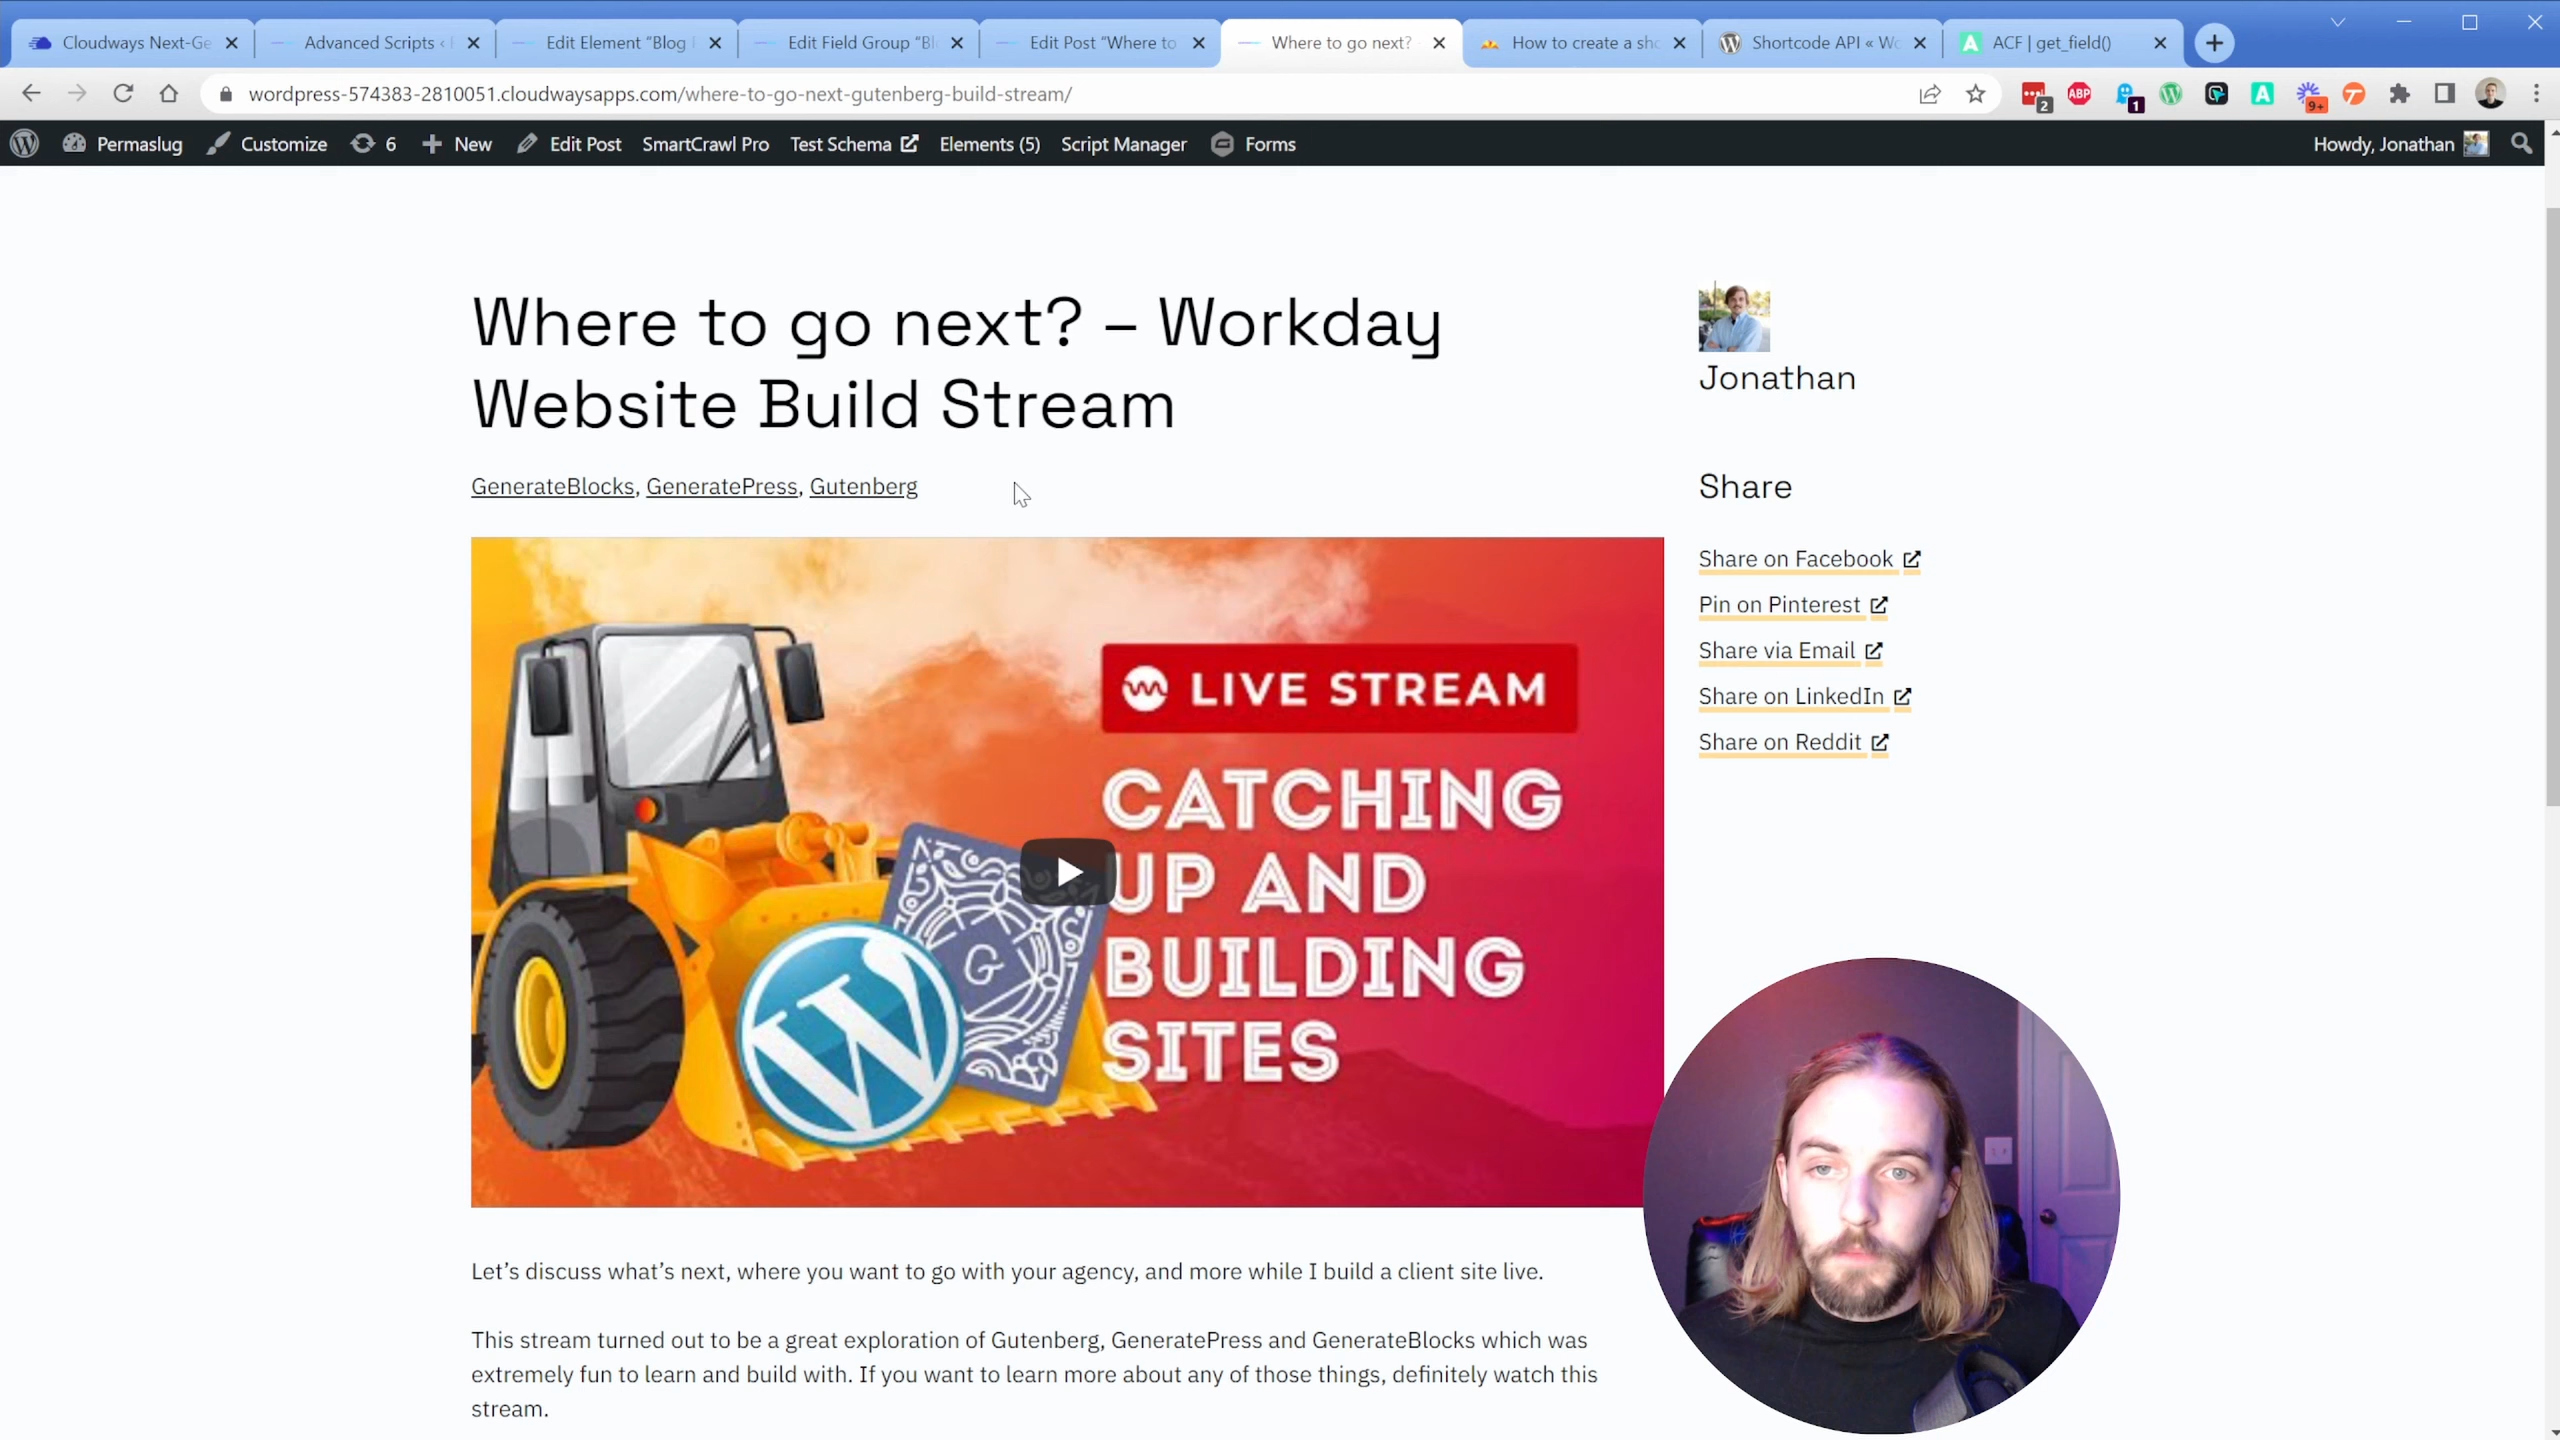 Cloudways Next-Ge
Advanced Scripts ‹
Edit Element “Blog
Edit Field Group “Bl
Edit Post “Where to
Where to go next?
How to create a sho
Shortcode API « Wo
ACF | get_field()
wordpress-574383-2810051.cloudwaysapps.com/where-to-go-next-gutenberg-build-stream/
2
ABP
1
A
9+
Permaslug
Customize
6
New
Edit Post
SmartCrawl Pro
Test Schema
Elements (5)
Script Manager
Forms
Howdy, Jonathan
Where to go next? – Workday
Website Build Stream
GenerateBlocks, GeneratePress, Gutenberg
LIVE STREAM
CATCHING
UP AND
BUILDING
SITES
W
G
Let’s discuss what’s next, where you want to go with your agency, and more while I build a client site live.
This stream turned out to be a great exploration of Gutenberg, GeneratePress and GenerateBlocks which was
extremely fun to learn and build with. If you want to learn more about any of those things, definitely watch this
stream.
Jonathan
Share
Share on Facebook
Pin on Pinterest
Share via Email
Share on LinkedIn
Share on Reddit